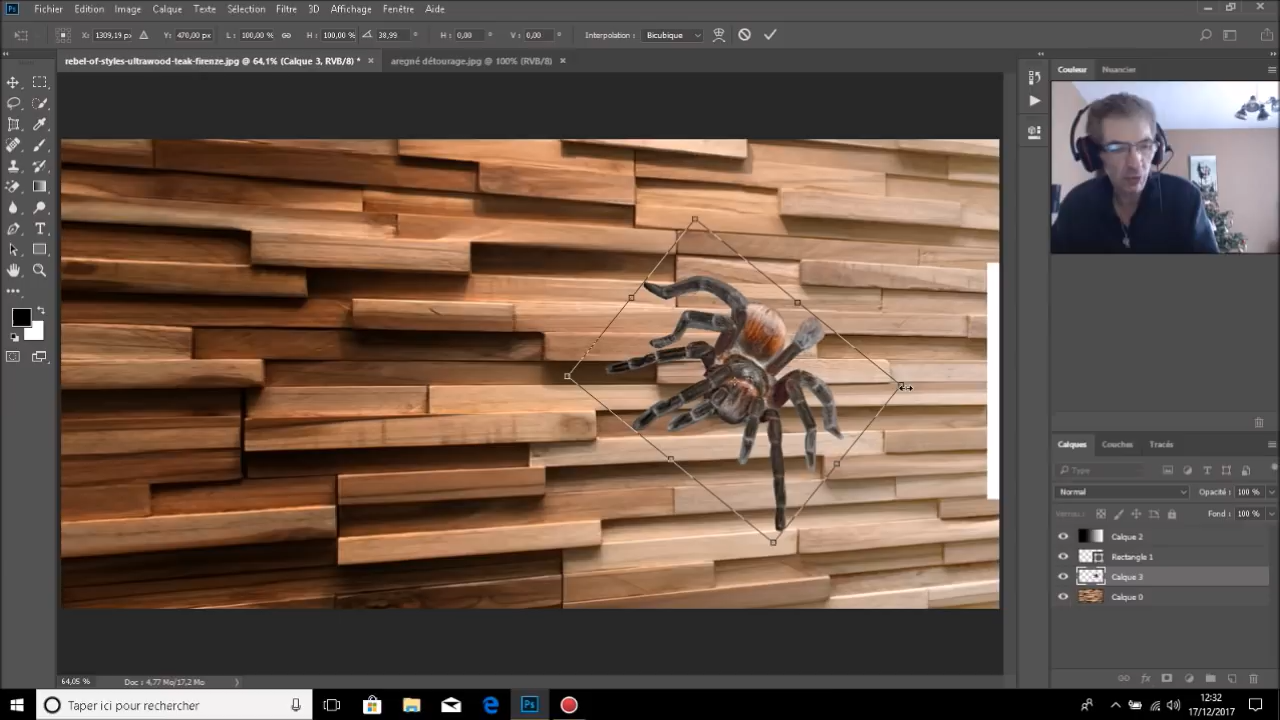 Ps Fichier Edition Image Calque Texte Sélection Filtre 3D Affichage Fenêtre Aide
X: 1309,19 px Y: 470,00 px L: 100,00 % H: 100,00 % 38,99 ° H: 0,00 ° V: 0,00 ° Interpolation : Bicubique
rebel-of-styles-ultrawood-teak-firenze.jpg @ 64,1% (Calque 3, RVB/8) * × aregné détourage.jpg @ 100% (RVB/8) ×
Couleur Nuancier
Calques Couches Tracés
Type
Normal Opacité : 100 %
Verrou : Fond : 100 %
Calque 2
Rectangle 1
Calque 3
Calque 0
64,05 % Doc : 4,77 Mo/17,2 Mo
Taper ici pour rechercher
Ps
12:32
17/12/2017